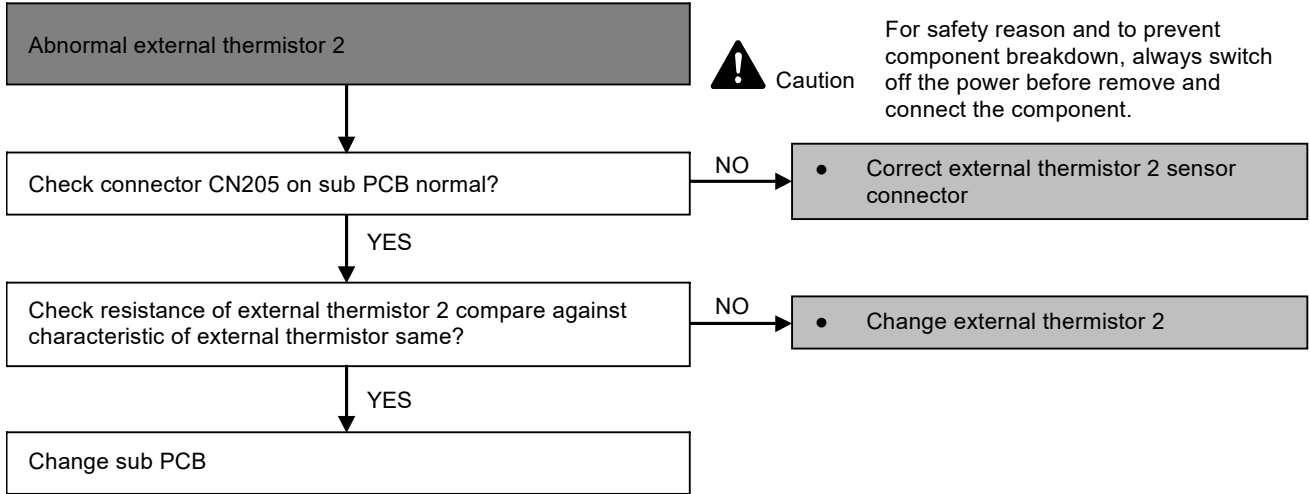 Abnormal external thermistor 2
Caution
For safety reason and to prevent
component breakdown, always switch
off the power before remove and
connect the component.
Check connector CN205 on sub PCB normal?
NO
● Correct external thermistor 2 sensor
connector
YES
Check resistance of external thermistor 2 compare against
characteristic of external thermistor same?
NO
● Change external thermistor 2
YES
Change sub PCB